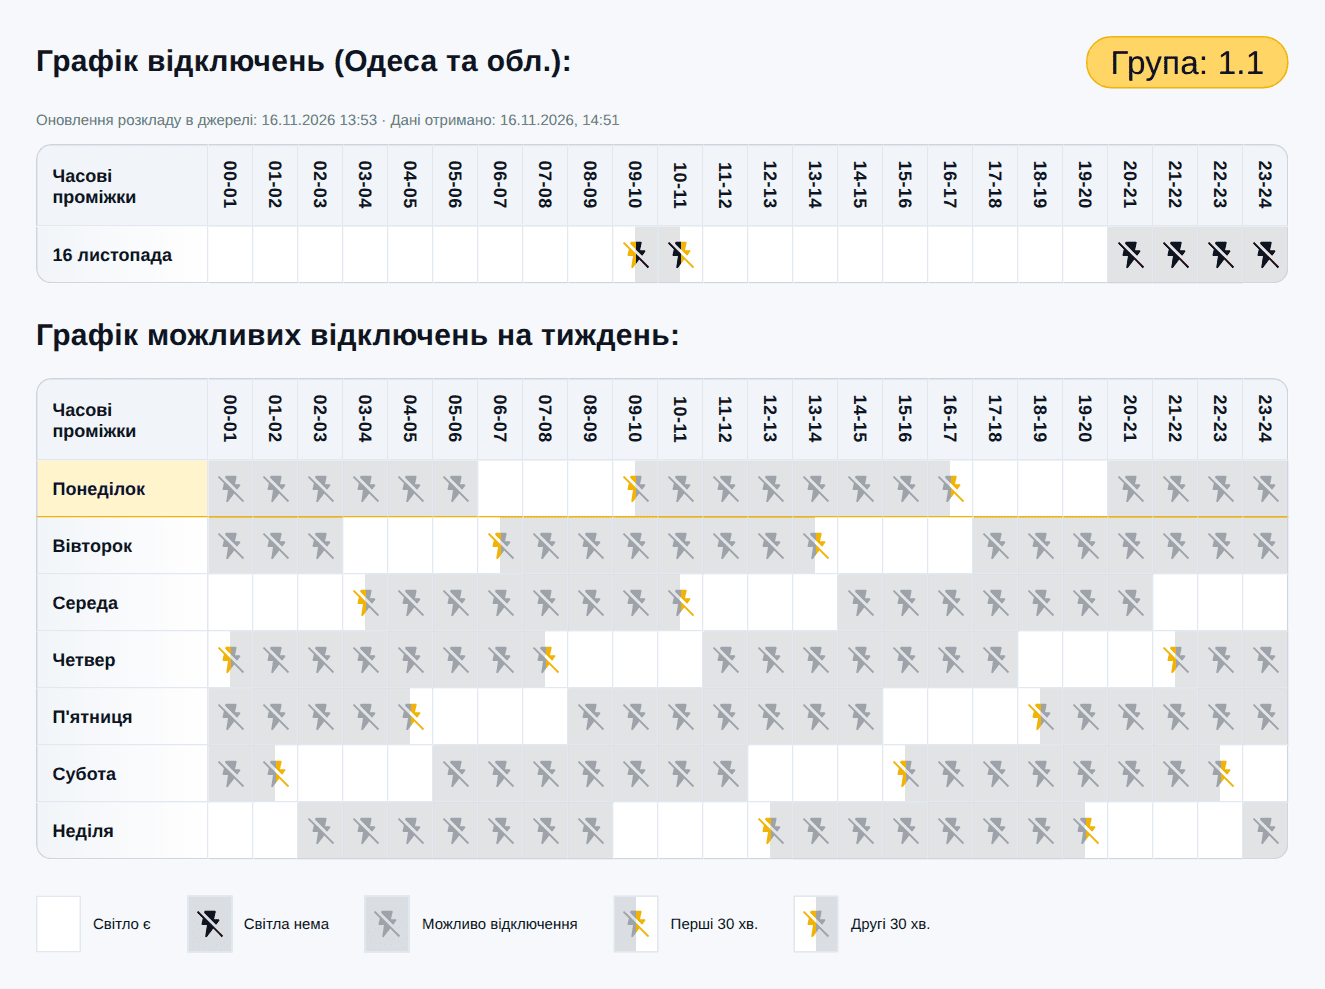 Графік відключень (Одеса та обл.):
Група: 1.1
Оновлення розкладу в джерелі: 16.11.2026 13:53 · Дані отримано: 16.11.2026, 14:51
Часові проміжки 00-01 01-02 02-03 03-04 04-05 05-06 06-07 07-08 08-09 09-10 10-11 11-12 12-13 13-14 14-15 15-16 16-17 17-18 18-19 19-20 20-21 21-22 22-23 23-24
16 листопада
Графік можливих відключень на тиждень:
Часові проміжки 00-01 01-02 02-03 03-04 04-05 05-06 06-07 07-08 08-09 09-10 10-11 11-12 12-13 13-14 14-15 15-16 16-17 17-18 18-19 19-20 20-21 21-22 22-23 23-24
Понеділок
Вівторок
Середа
Четвер
П'ятниця
Субота
Неділя
Світло є
Світла нема
Можливо відключення
Перші 30 хв.
Другі 30 хв.